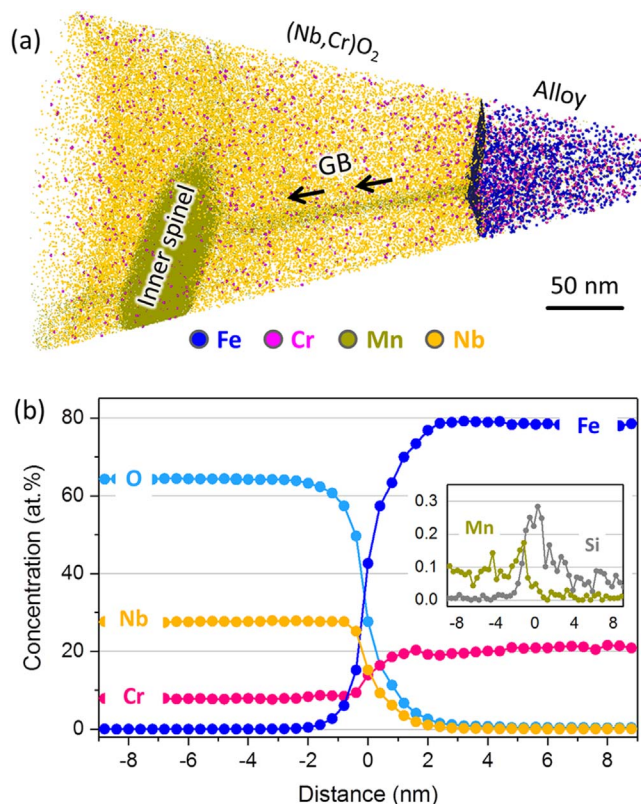 (a)
(Nb,Cr)O₂
Alloy
GB
Inner spinel
50 nm
Fe Cr Mn Nb
(b)
80
60
40
20
0
Concentration (at.%)
O
Nb
Cr
Fe
0.3
0.2
0.1
0.0
Mn
Si
-8 -4 0 4 8
-8 -6 -4 -2 0 2 4 6 8
Distance (nm)